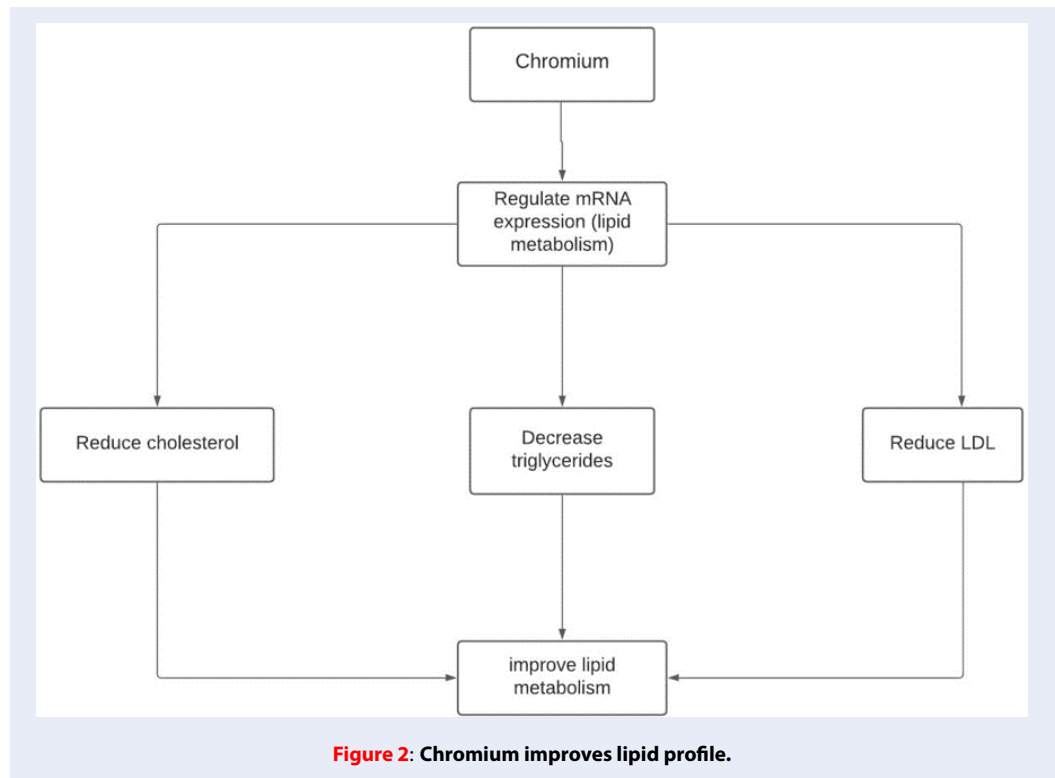 Chromium
Regulate mRNA
expression (lipid
metabolism)
Reduce cholesterol
Decrease
triglycerides
Reduce LDL
improve lipid
metabolism
Figure 2: Chromium improves lipid profile.